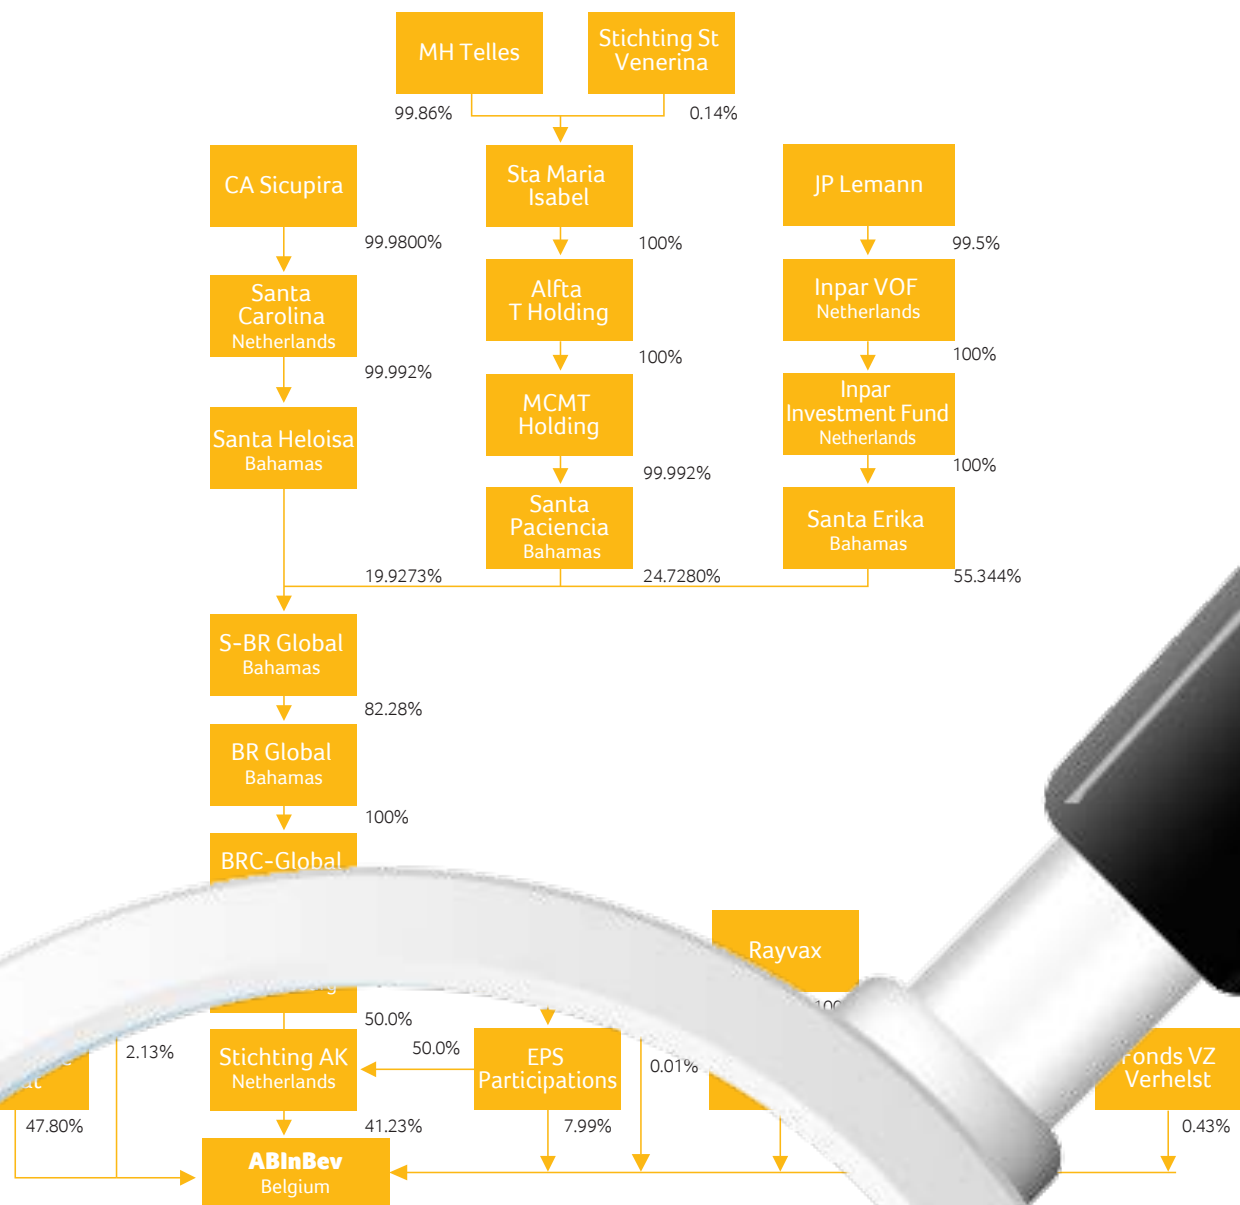 MH Telles
Stichting St
Venerina
99.86%
0.14%
CA Sicupira
Sta Maria
Isabel
JP Lemann
99.9800%
100%
99.5%
Santa
Carolina
Netherlands
Alfta
T Holding
Inpar VOF
Netherlands
99.992%
100%
100%
Santa Heloisa
Bahamas
MCMT
Holding
Inpar
Investment Fund
Netherlands
99.992%
100%
Santa
Paciencia
Bahamas
Santa Erika
Bahamas
19.9273%
24.7280%
55.344%
S-BR Global
Bahamas
82.28%
BR Global
Bahamas
100%
BRC-Global
Rayvax
50.0%
2.13%
Stichting AK
Netherlands
50.0%
EPS
Participations
0.01%
Fonds VZ
Verhelst
47.80%
41.23%
7.99%
0.43%
ABInBev
Belgium